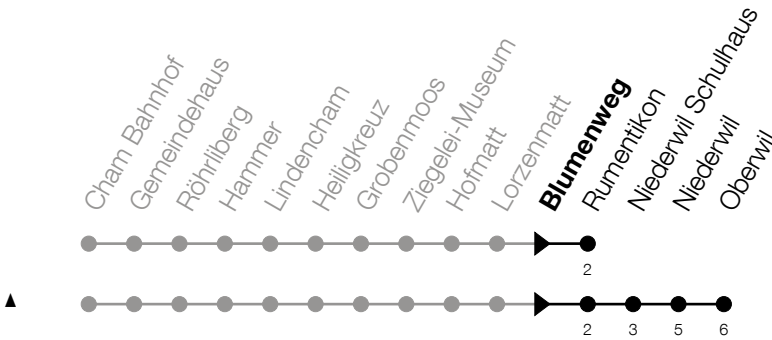 Cham Bahnhof
Gemeindehaus
Röhrliberg
Hammer
Lindencham
Heiligkreuz
Grobenmoos
Ziegelei-Museum
Hofmatt
Lorzenmatt
Blumenweg
Rumentikon
Niederwil Schulhaus
Niederwil
Oberwil
2
2 3 5 6